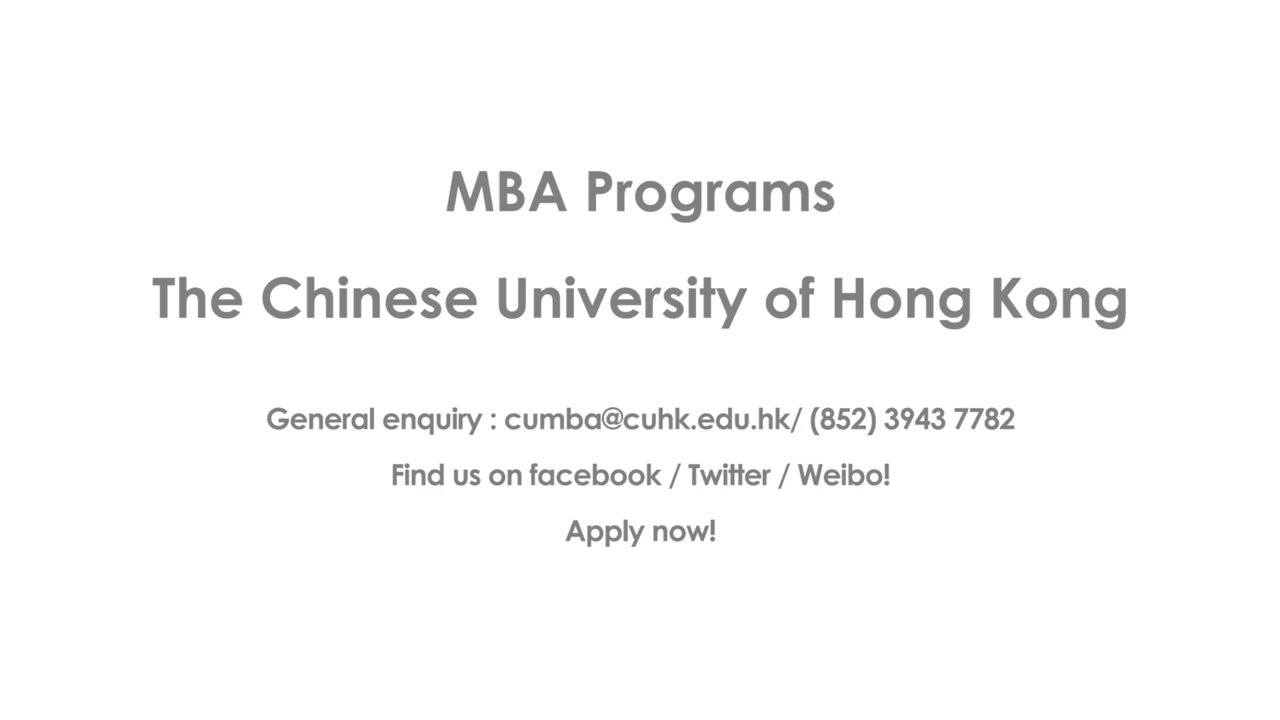 MBA Programs
The Chinese University of Hong Kong
General enquiry : cumba@cuhk.edu.hk/ (852) 3943 7782
Find us on facebook / Twitter / Weibo!
Apply now!